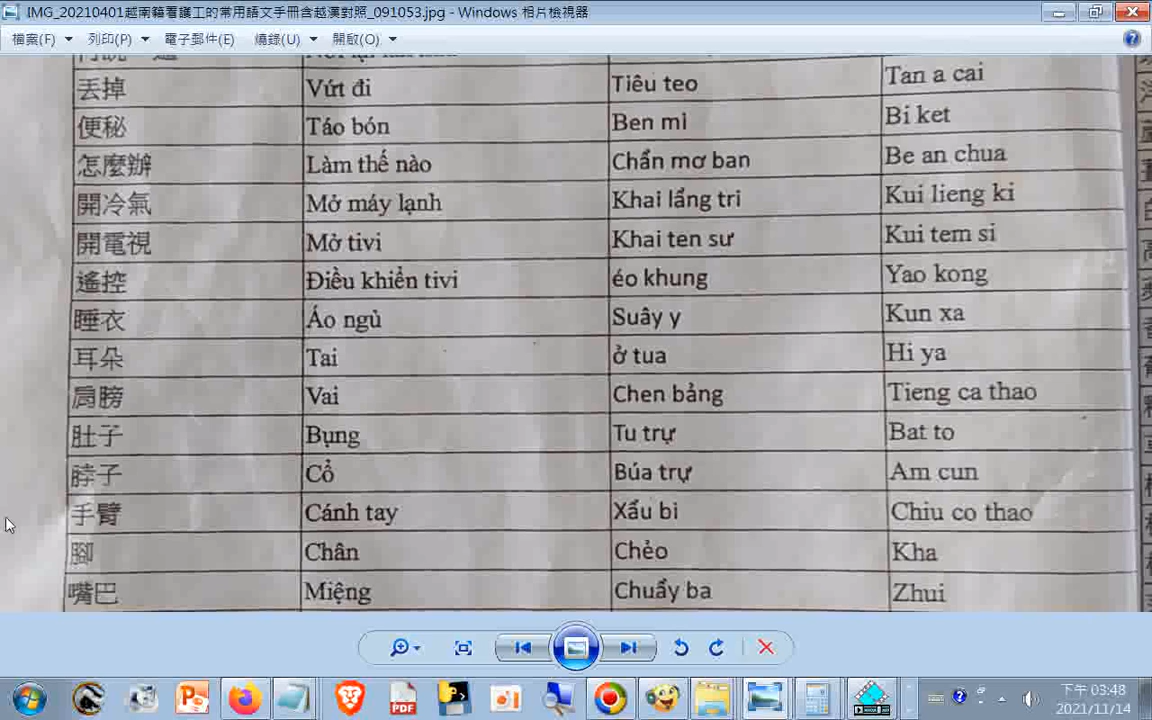 IMG_20210401越南籍看護工的常用語文手冊含越漢對照_091053.jpg - Windows 相片檢視器
檔案(F) 列印(P) 電子郵件(E) 燒錄(U) 開啟(O)
丟掉 Vứt đi Tiêu teo Tan a cai
便秘 Táo bón Ben mì Bi ket
怎麼辦 Làm thế nào Chẩn mơ ban Be an chua
開冷氣 Mở máy lạnh Khai lẩng tri Kui lieng ki
開電視 Mở tivi Khai ten sư Kui tem si
遙控 Điều khiển tivi éo khung Yao kong
睡衣 Áo ngủ Suây y Kun xa
耳朵 Tai ở tua Hi ya
肩膀 Vai Chen bảng Tieng ca thao
肚子 Bụng Tu trự Bat to
脖子 Cổ Búa trự Am cun
手臂 Cánh tay Xẩu bi Chiu co thao
腳 Chân Chẻo Kha
嘴巴 Miệng Chuẩy ba Zhui
PDF
下午 03:48
2021/11/14